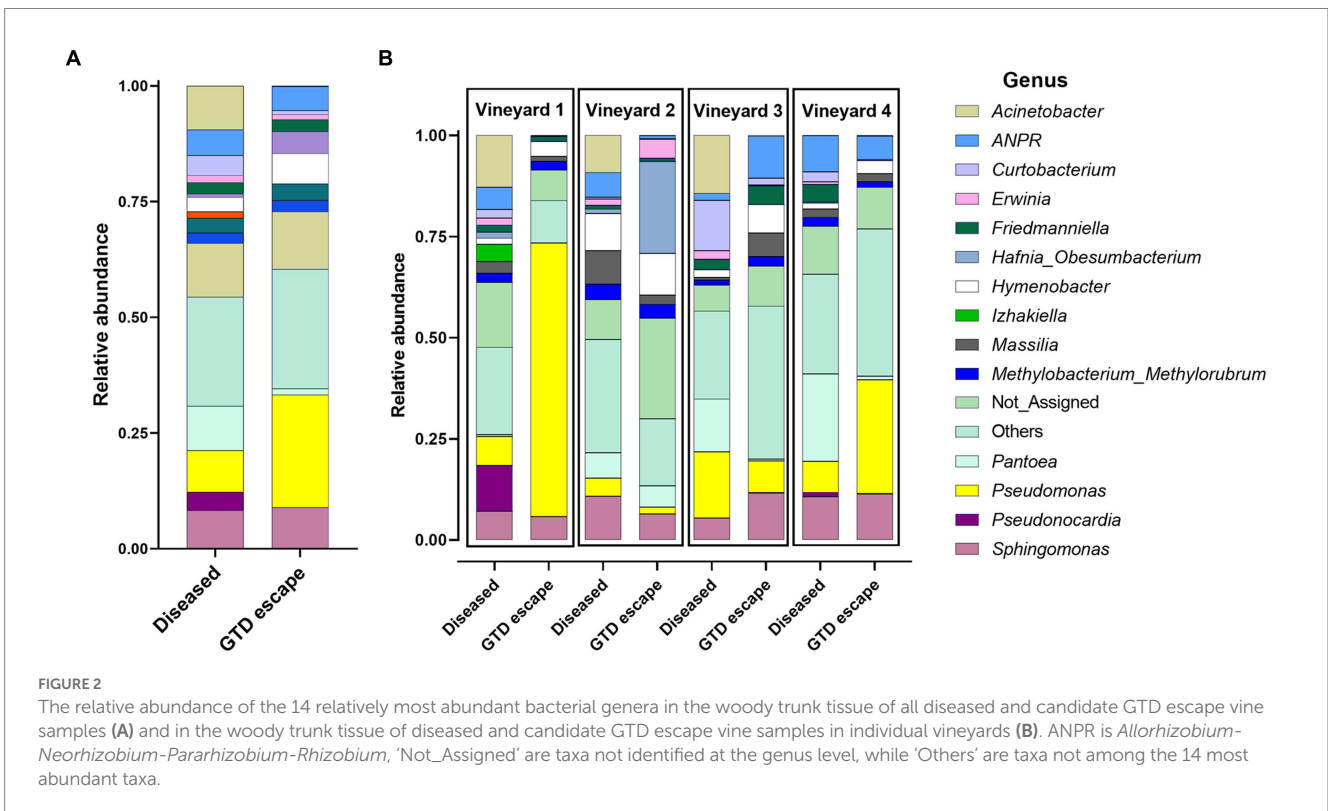 A
1.00
0.75
0.50
0.25
0.00
Relative abundance
Diseased
GTD escape
B
Vineyard 1
Vineyard 2
Vineyard 3
Vineyard 4
1.00
0.75
0.50
0.25
0.00
Relative abundance
Diseased
GTD escape
Diseased
GTD escape
Diseased
GTD escape
Diseased
GTD escape
Genus
Acinetobacter
ANPR
Curtobacterium
Erwinia
Friedmanniella
Hafnia_Obesumbacterium
Hymenobacter
Izhakiella
Massilia
Methylobacterium_Methylorubrum
Not_Assigned
Others
Pantoea
Pseudomonas
Pseudonocardia
Sphingomonas
FIGURE 2
The relative abundance of the 14 relatively most abundant bacterial genera in the woody trunk tissue of all diseased and candidate GTD escape vine
samples (A) and in the woody trunk tissue of diseased and candidate GTD escape vine samples in individual vineyards (B). ANPR is Allorhizobium-
Neorhizobium-Pararhizobium-Rhizobium, ‘Not_Assigned’ are taxa not identified at the genus level, while ‘Others’ are taxa not among the 14 most
abundant taxa.